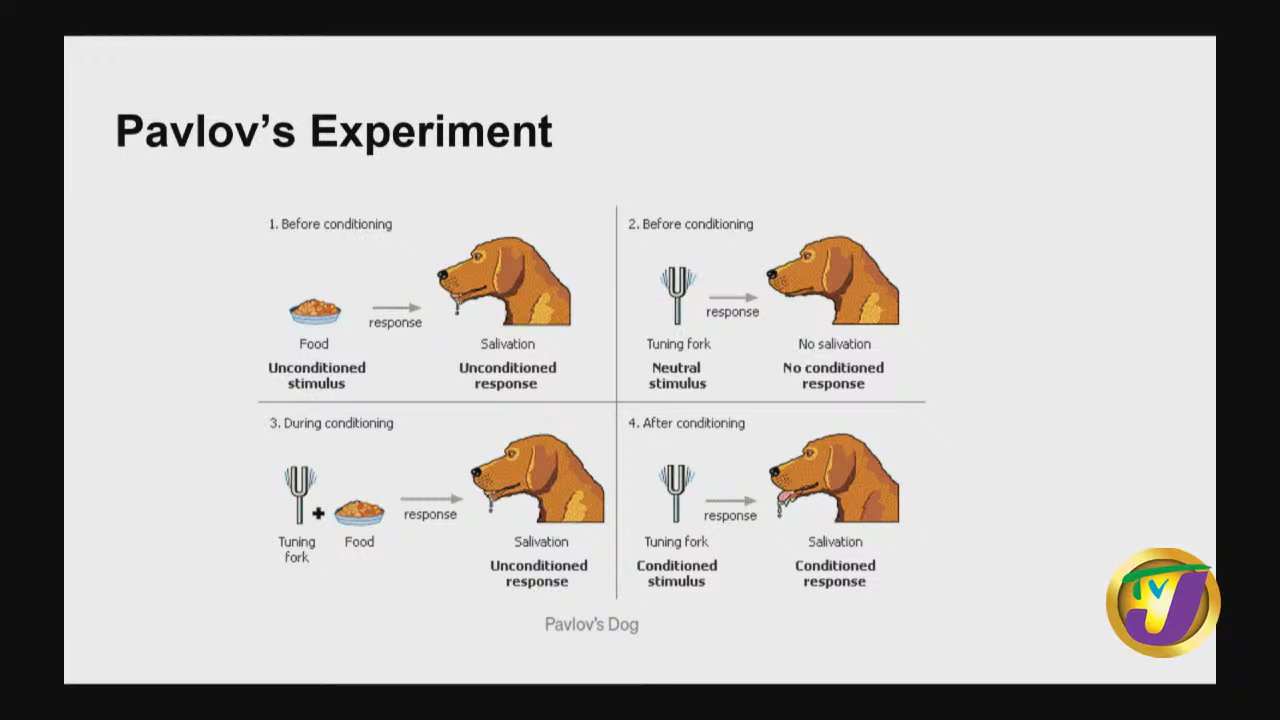 Pavlov's Experiment
1. Before conditioning
response
Food
Salivation
Unconditioned
stimulus
Unconditioned
response
2. Before conditioning
response
Tuning fork
No salivation
Neutral
stimulus
No conditioned
response
3. During conditioning
response
Tuning
fork
Food
Salivation
Unconditioned
response
4. After conditioning
response
Tuning fork
Salivation
Conditioned
stimulus
Conditioned
response
Pavlov's Dog
TVJ